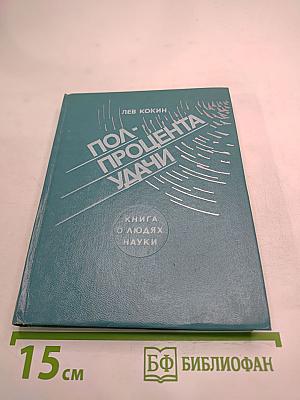 ЛЕВ КОКИН
ПОЛ-
ПРОЦЕНТА
УДАЧИ
КНИГА
О ЛЮДЯХ
НАУКИ
15 см
БФ БИБЛИОФАН